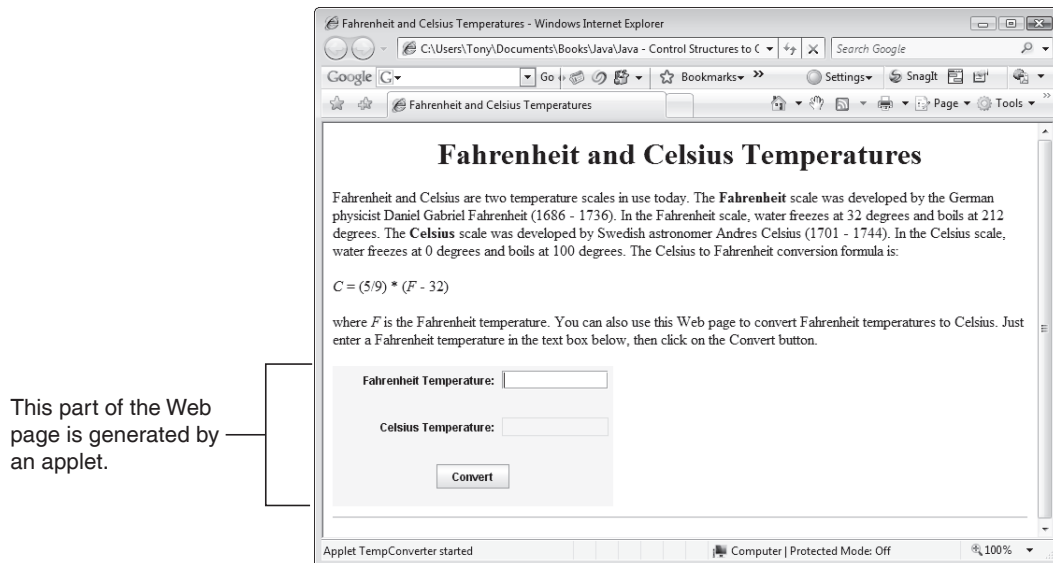 Fahrenheit and Celsius Temperatures - Windows Internet Explorer
C:\Users\Tony\Documents\Books\Java\Java - Control Structures to C
Search Google
Google G
Go
Bookmarks
Settings
SnagIt
Fahrenheit and Celsius Temperatures
Page
Tools
Fahrenheit and Celsius Temperatures
Fahrenheit and Celsius are two temperature scales in use today. The Fahrenheit scale was developed by the German
physicist Daniel Gabriel Fahrenheit (1686 - 1736). In the Fahrenheit scale, water freezes at 32 degrees and boils at 212
degrees. The Celsius scale was developed by Swedish astronomer Andres Celsius (1701 - 1744). In the Celsius scale,
water freezes at 0 degrees and boils at 100 degrees. The Celsius to Fahrenheit conversion formula is:
C = (5/9) * (F - 32)
where F is the Fahrenheit temperature. You can also use this Web page to convert Fahrenheit temperatures to Celsius. Just
enter a Fahrenheit temperature in the text box below, then click on the Convert button.
This part of the Web
page is generated by
an applet.
Fahrenheit Temperature:
Celsius Temperature:
Convert
Applet TempConverter started
Computer | Protected Mode: Off
100%